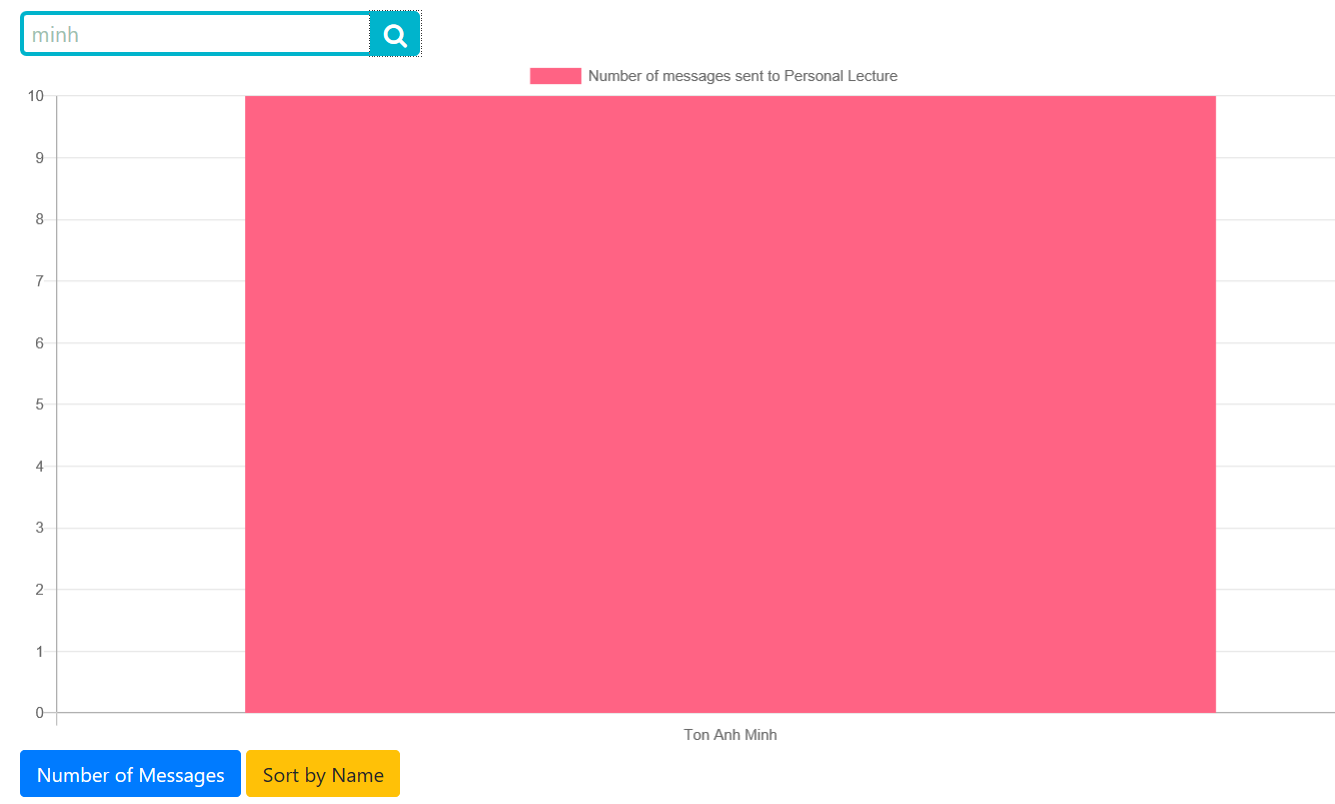 minh
Number of messages sent to Personal Lecture
10
9
8
7
6
5
4
3
2
1
0
Ton Anh Minh
Number of Messages Sort by Name